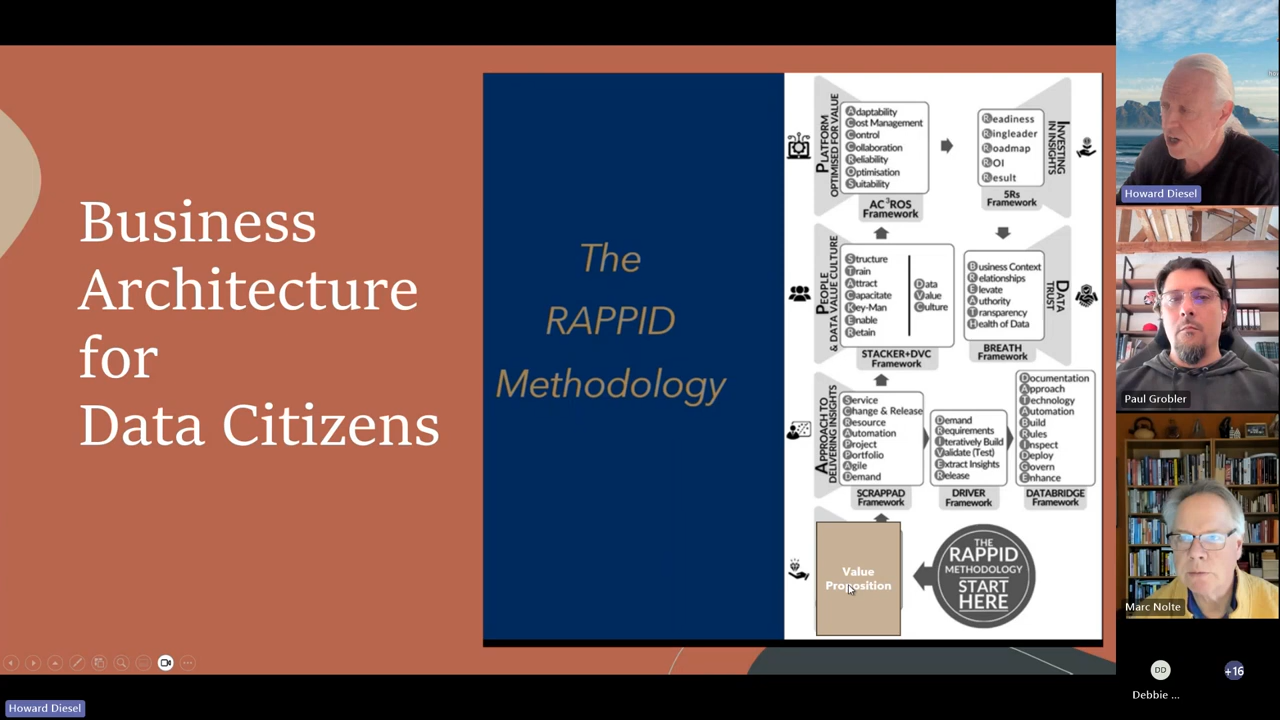 Business
Architecture
for
Data Citizens
The
RAPPID
Methodology
PLATFORM
OPTIMISED FOR VALUE
Adaptability
Cost Management
Control
Collaboration
Reliability
Optimisation
Suitability
AC³ROS
Framework
Readiness
Ringleader
Roadmap
ROI
Result
5Rs
Framework
INVESTING
IN INSIGHTS
PEOPLE
& DATA VALUE CULTURE
Structure
Train
Attract
Capacitate
Key-Man
Enable
Retain
Data
Value
Culture
STACKER+DVC
Framework
Business Context
Relationships
Elevate
Authority
Transparency
Health of Data
BREATH
Framework
DATA
TRUST
APPROACH TO
DELIVERING INSIGHTS
Service
Change & Release
Resource
Automation
Project
Portfolio
Agile
Demand
SCRAPPAD
Framework
Demand
Requirements
Iteratively Build
Validate (Test)
Extract Insights
Release
DRIVER
Framework
Documentation
Approach
Technology
Automation
Build
Rules
Inspect
Deploy
Govern
Enhance
DATABRIDGE
Framework
Value
Proposition
THE
RAPPID
METHODOLOGY
START
HERE
Howard Diesel
Paul Grobler
Marc Nolte
DD
Debbie ...
+16
Howard Diesel